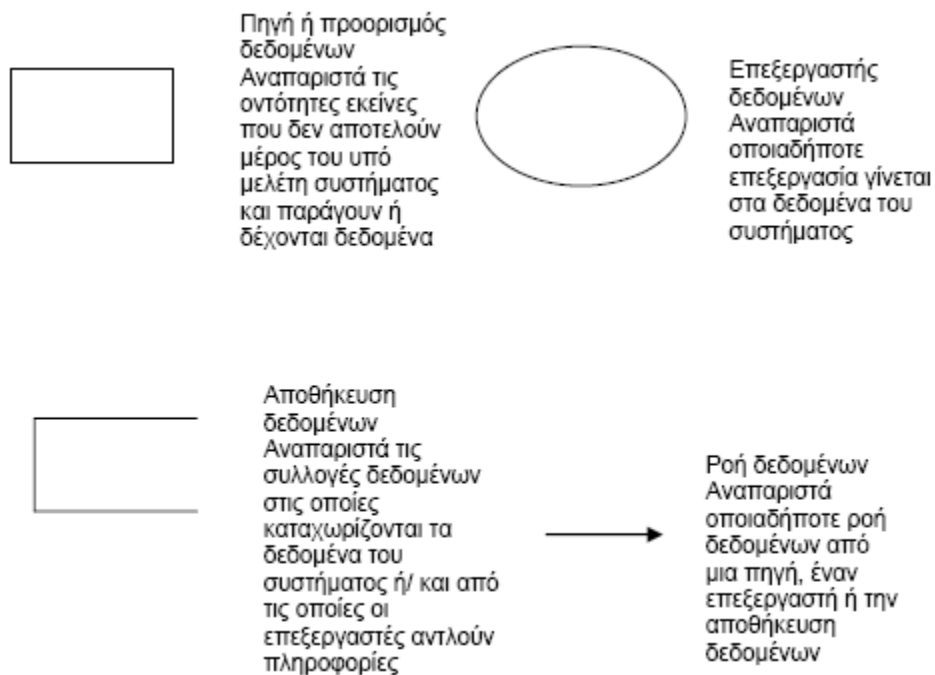 Πηγή ή προορισμός
δεδομένων
Αναπαριστά τις
οντότητες εκείνες
που δεν αποτελούν
μέρος του υπό
μελέτη συστήματος
και παράγουν ή
δέχονται δεδομένα
Επεξεργαστής
δεδομένων
Αναπαριστά
οποιαδήποτε
επεξεργασία γίνεται
στα δεδομένα του
συστήματος
Αποθήκευση
δεδομένων
Αναπαριστά τις
συλλογές δεδομένων
στις οποίες
καταχωρίζονται τα
δεδομένα του
συστήματος ή/ και από
τις οποίες οι
επεξεργαστές αντλούν
πληροφορίες
Ροή δεδομένων
Αναπαριστά
οποιαδήποτε ροή
δεδομένων από
μια πηγή, έναν
επεξεργαστή ή την
αποθήκευση
δεδομένων